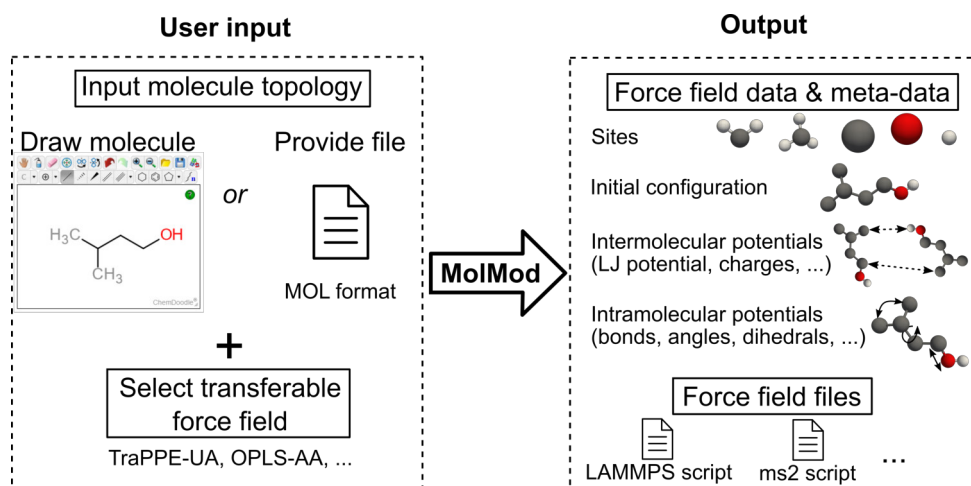 User input
Input molecule topology
Draw molecule
H₃C
OH
CH₃
ChemDoodle
or
Provide file
MOL format
+
Select transferable
force field
TraPPE-UA, OPLS-AA, ...
MolMod
Output
Force field data & meta-data
Sites
Initial configuration
Intermolecular potentials
(LJ potential, charges, ...)
Intramolecular potentials
(bonds, angles, dihedrals, ...)
Force field files
LAMMPS script
ms2 script
...